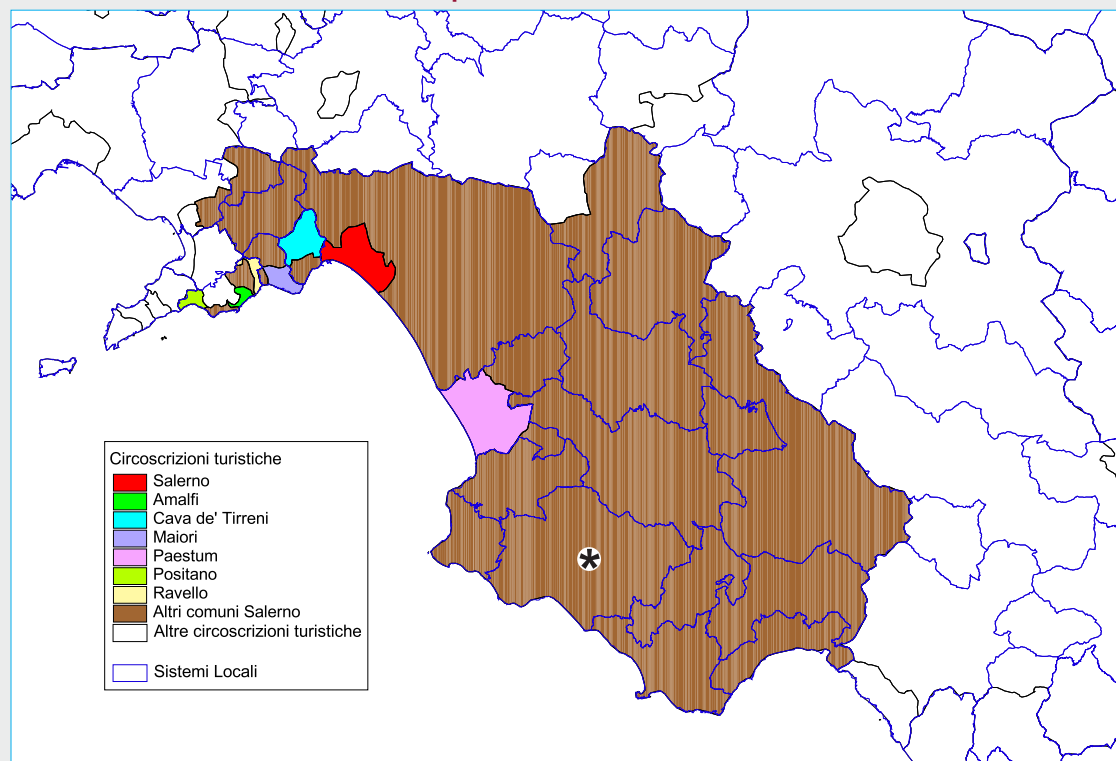 Circoscrizioni turistiche
Salerno
Amalfi
Cava de' Tirreni
Maiori
Paestum
Positano
Ravello
Altri comuni Salerno
Altre circoscrizioni turistiche
Sistemi Locali
*